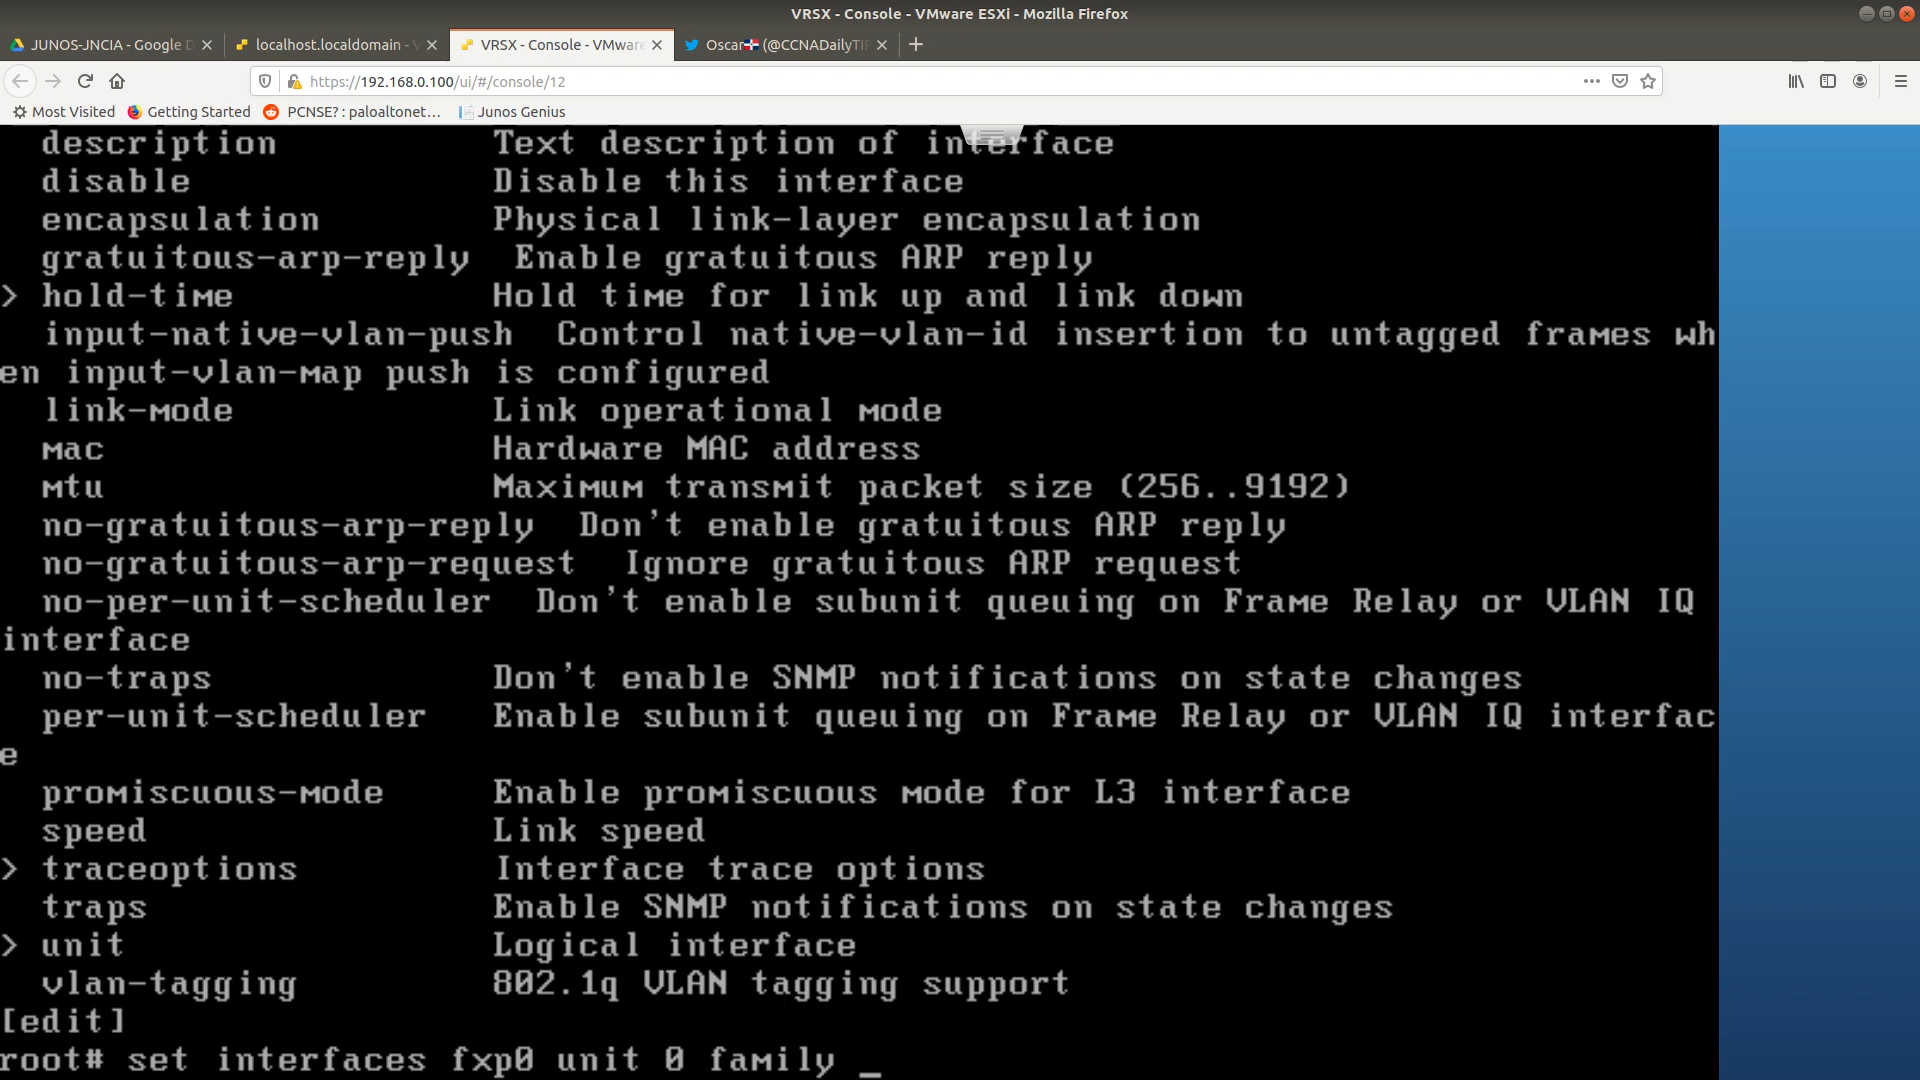 VRSX - Console - VMware ESXi - Mozilla Firefox
JUNOS-JNCIA - Google D
localhost.localdomain - V
VRSX - Console - VMware
Oscar (@CCNADailyTIP
https://192.168.0.100/ui/#/console/12
Most Visited Getting Started PCNSE? : paloaltonet… Junos Genius
description Text description of interface
disable Disable this interface
encapsulation Physical link-layer encapsulation
gratuitous-arp-reply Enable gratuitous ARP reply
> hold-time Hold time for link up and link down
input-native-vlan-push Control native-vlan-id insertion to untagged frames wh
en input-vlan-map push is configured
link-mode Link operational mode
mac Hardware MAC address
mtu Maximum transmit packet size (256..9192)
no-gratuitous-arp-reply Don't enable gratuitous ARP reply
no-gratuitous-arp-request Ignore gratuitous ARP request
no-per-unit-scheduler Don't enable subunit queuing on Frame Relay or VLAN IQ
interface
no-traps Don't enable SNMP notifications on state changes
per-unit-scheduler Enable subunit queuing on Frame Relay or VLAN IQ interfac
e
promiscuous-mode Enable promiscuous mode for L3 interface
speed Link speed
> traceoptions Interface trace options
traps Enable SNMP notifications on state changes
> unit Logical interface
vlan-tagging 802.1q VLAN tagging support
[edit]
root# set interfaces fxp0 unit 0 family _